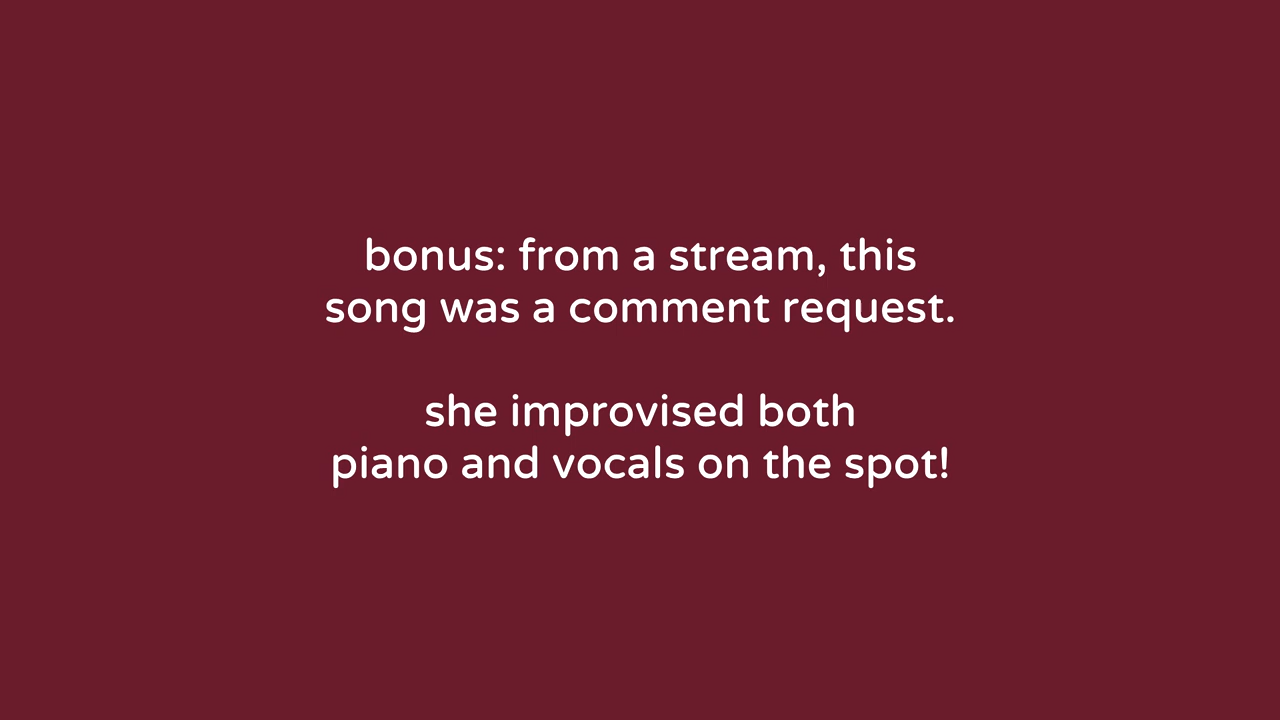 bonus: from a stream, this
song was a comment request.
she improvised both
piano and vocals on the spot!